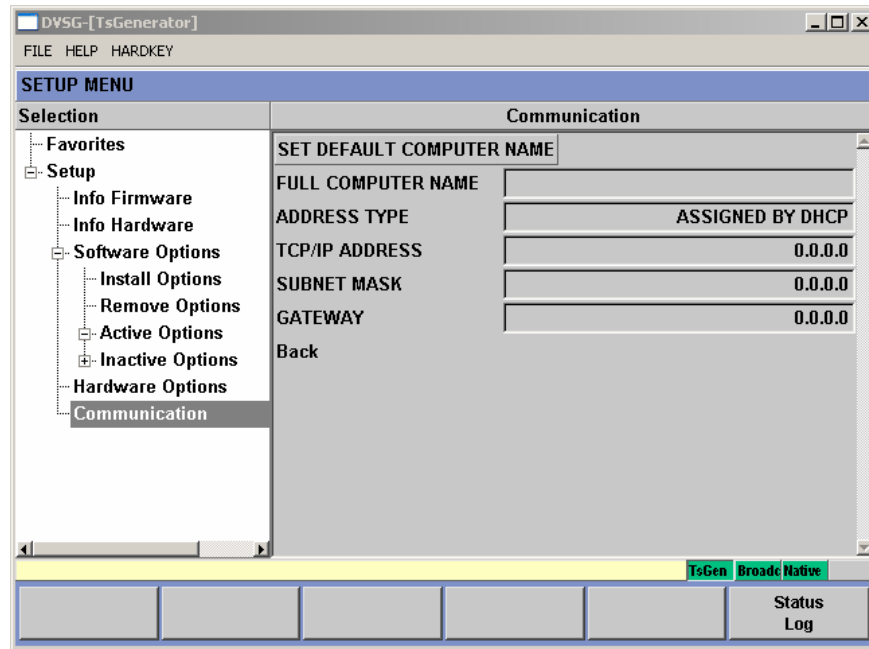 DVSG-[TsGenerator]
FILE HELP HARDKEY
SETUP MENU
Selection
Communication
Favorites
Setup
Info Firmware
Info Hardware
Software Options
Install Options
Remove Options
Active Options
Inactive Options
Hardware Options
Communication
SET DEFAULT COMPUTER NAME
FULL COMPUTER NAME
ADDRESS TYPE ASSIGNED BY DHCP
TCP/IP ADDRESS 0.0.0.0
SUBNET MASK 0.0.0.0
GATEWAY 0.0.0.0
Back
TsGen Broadc Native
Status
Log